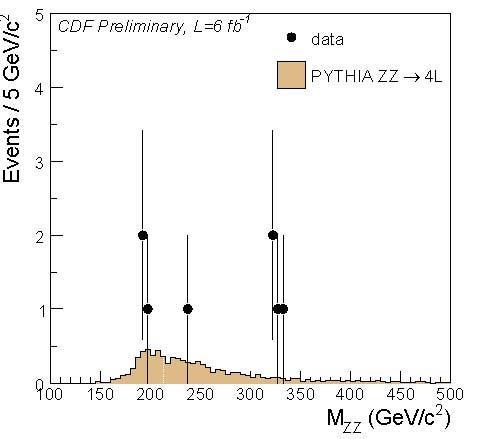 CDF Preliminary, L=6 fb⁻¹
data
PYTHIA ZZ → 4L
Events / 5 GeV/c²
5
4
3
2
1
0
100 150 200 250 300 350 400 450 500
M_ZZ (GeV/c²)